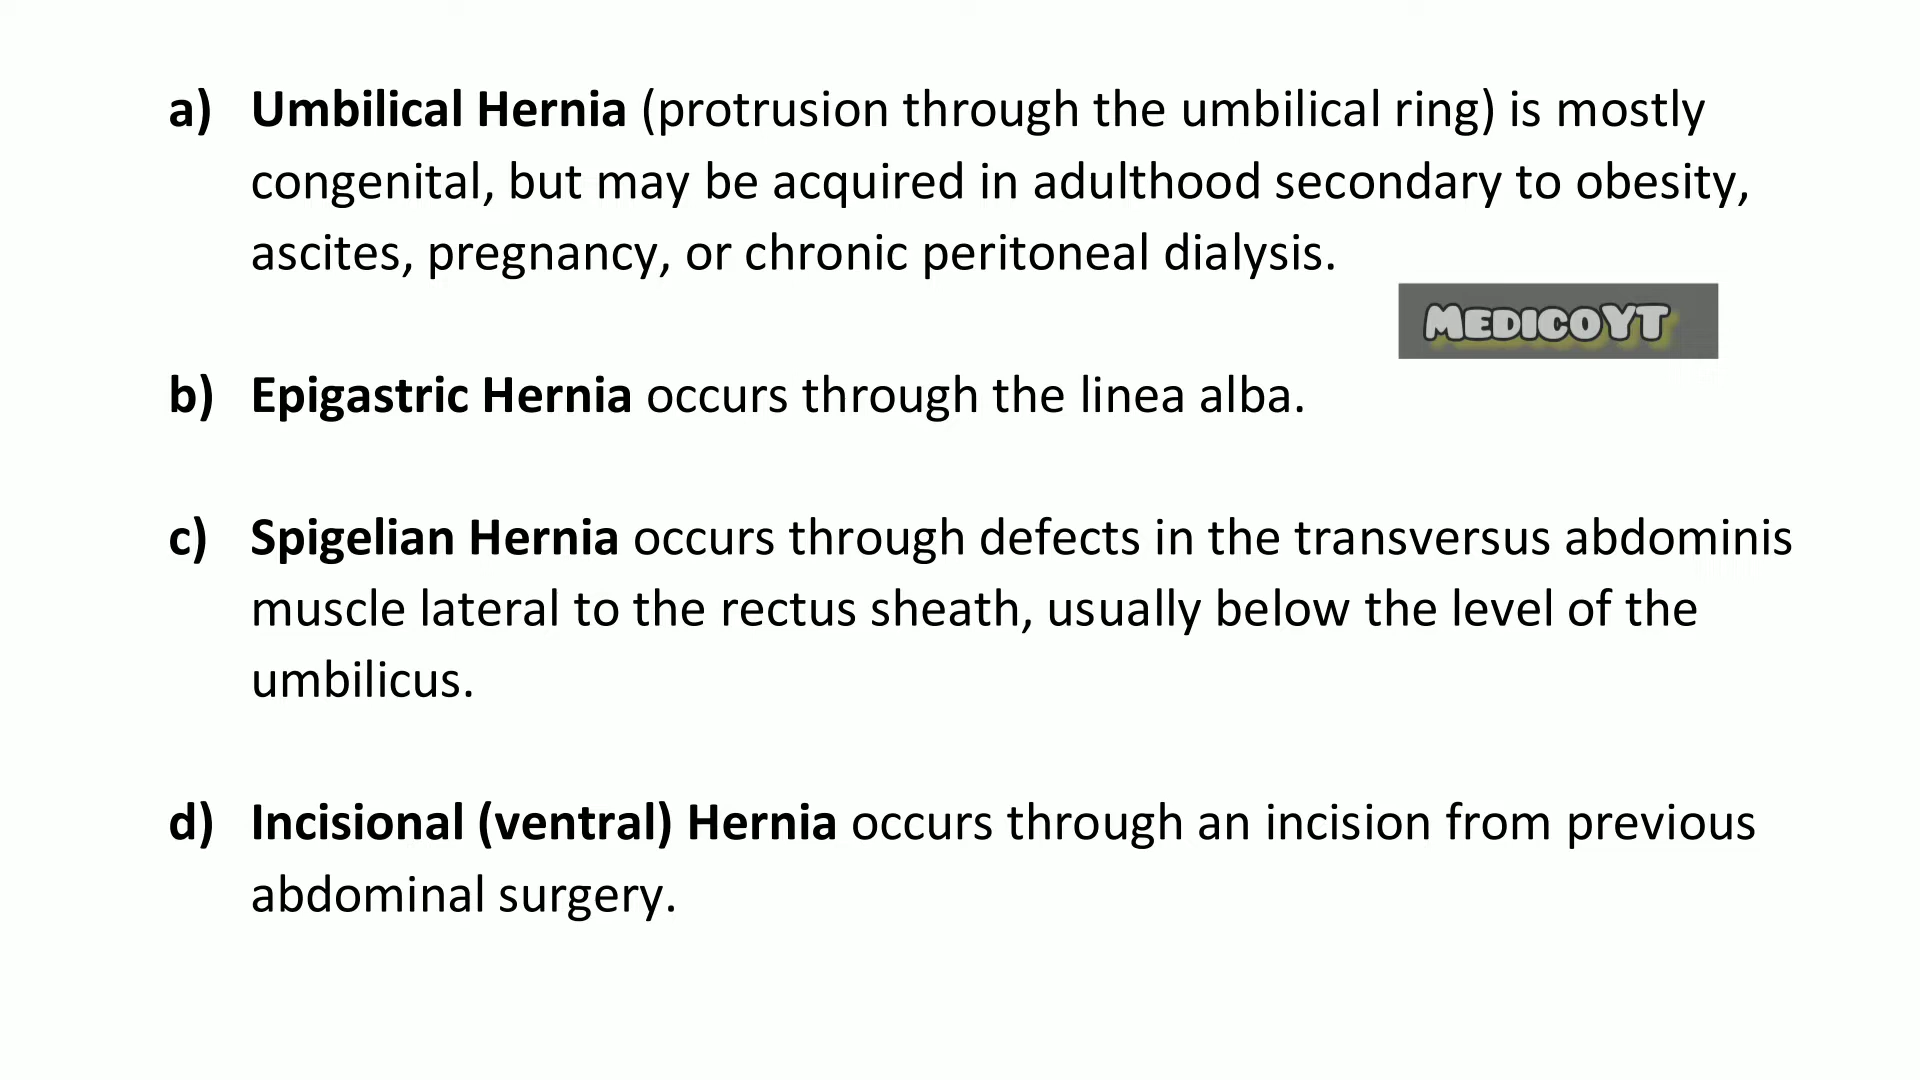 a) Umbilical Hernia (protrusion through the umbilical ring) is mostly
congenital, but may be acquired in adulthood secondary to obesity,
ascites, pregnancy, or chronic peritoneal dialysis.
MEDICOYT
b) Epigastric Hernia occurs through the linea alba.
c) Spigelian Hernia occurs through defects in the transversus abdominis
muscle lateral to the rectus sheath, usually below the level of the
umbilicus.
d) Incisional (ventral) Hernia occurs through an incision from previous
abdominal surgery.